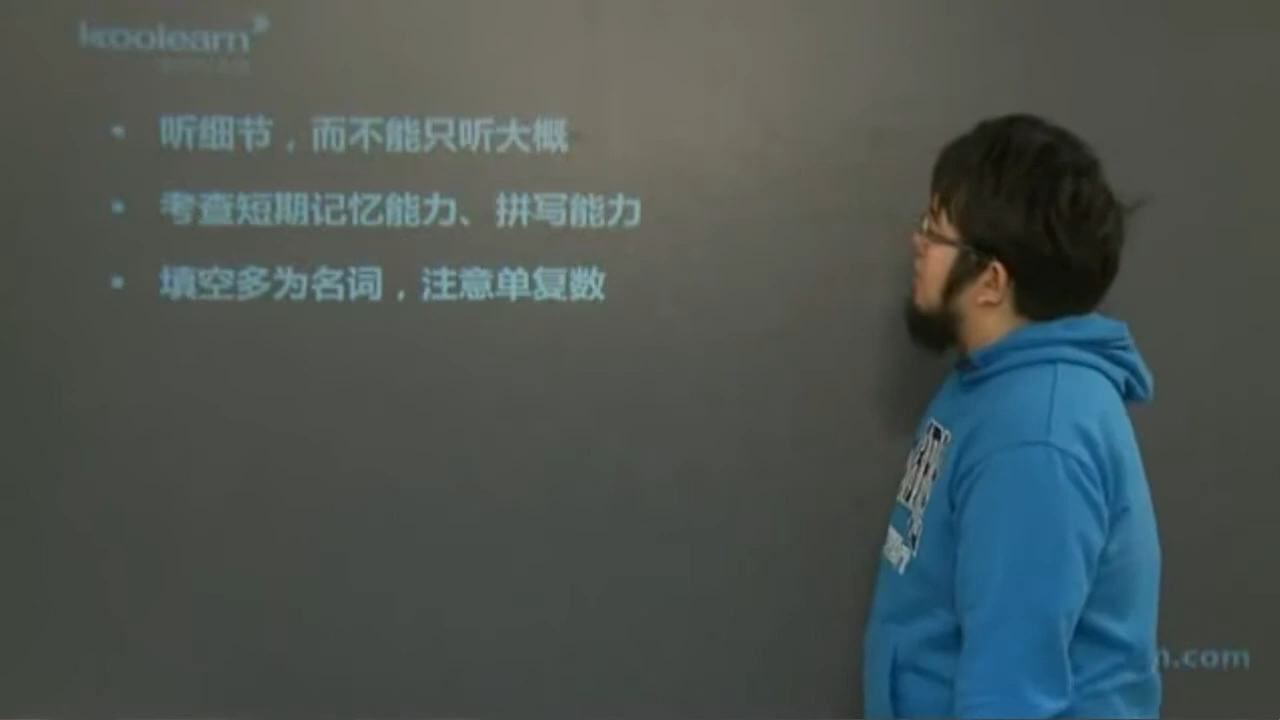 koolearn
听细节，而不能只听大概
考查短期记忆能力、拼写能力
填空多为名词，注意单复数
n.com